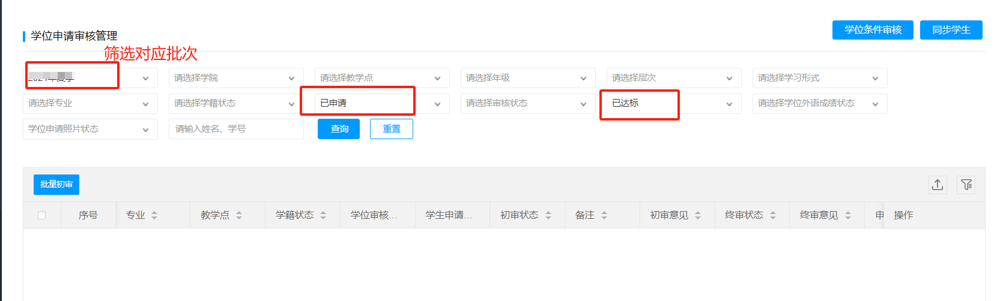 学位申请审核管理
学位条件审核
同步学生
筛选对应批次
请选择学院
请选择教学点
请选择年级
请选择层次
请选择学习形式
请选择专业
请选择学籍状态
已申请
请选择审核状态
已达标
请选择学位外语成绩状态
学位申请照片状态
请输入姓名、学号
查询
重置
批量初审
序号
专业
教学点
学籍状态
学位审核...
学生申请...
初审状态
备注
初审意见
终审状态
终审意见
申
操作